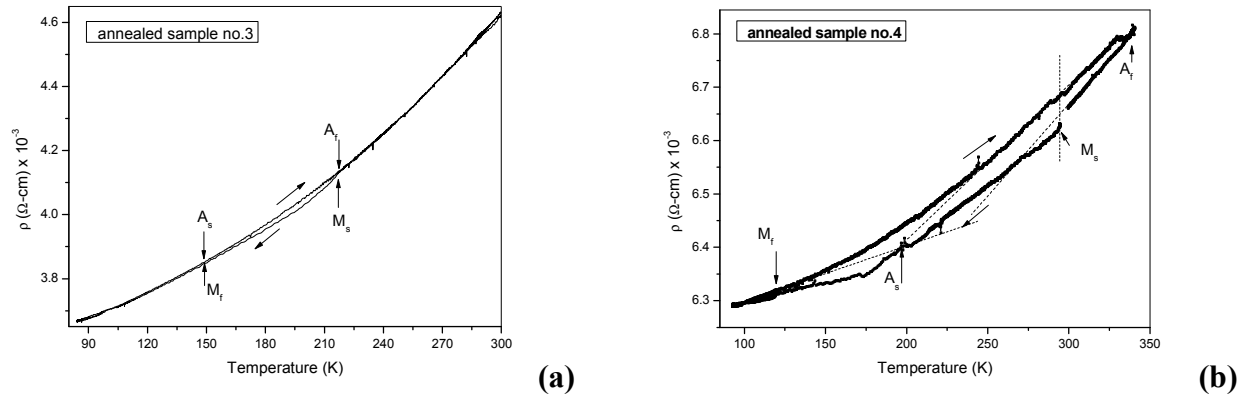 annealed sample no.3
4.6
4.4
4.2
4.0
3.8
ρ (Ω-cm) x 10⁻³
A_f
A_s
M_s
M_f
90 120 150 180 210 240 270 300
Temperature (K)
(a)
annealed sample no.4
6.8
6.7
6.6
6.5
6.4
6.3
ρ (Ω-cm) x 10⁻³
A_f
M_s
M_f
A_s
100 150 200 250 300 350
Temperature (K)
(b)